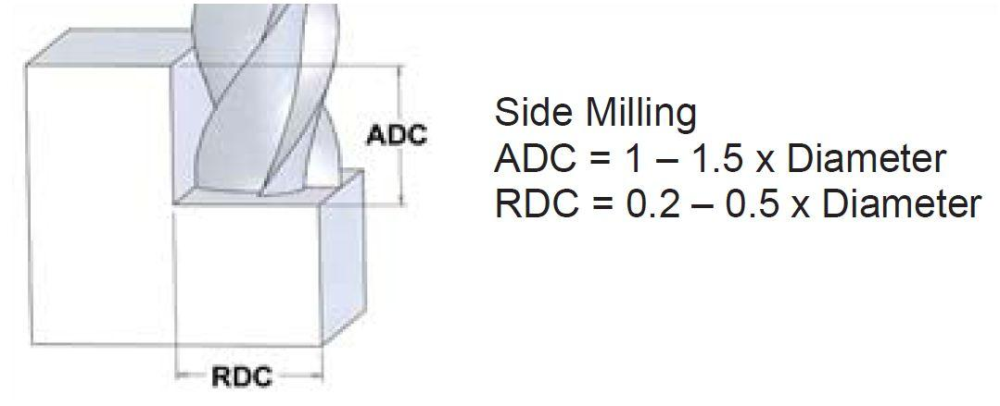 ADC
RDC
Side Milling
ADC = 1 – 1.5 x Diameter
RDC = 0.2 – 0.5 x Diameter